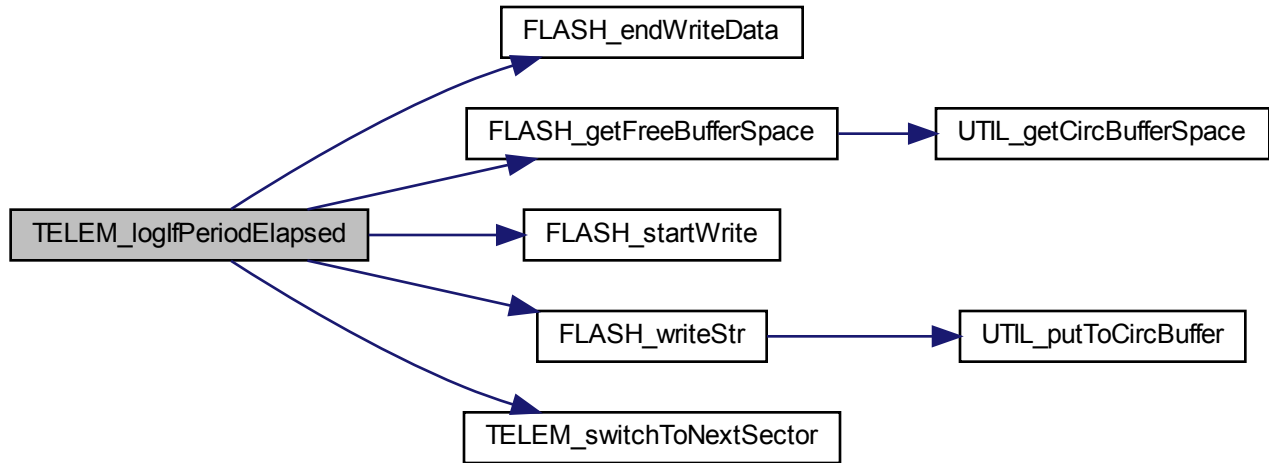 FLASH_endWriteData
FLASH_getFreeBufferSpace
UTIL_getCircBufferSpace
TELEM_logIfPeriodElapsed
FLASH_startWrite
FLASH_writeStr
UTIL_putToCircBuffer
TELEM_switchToNextSector